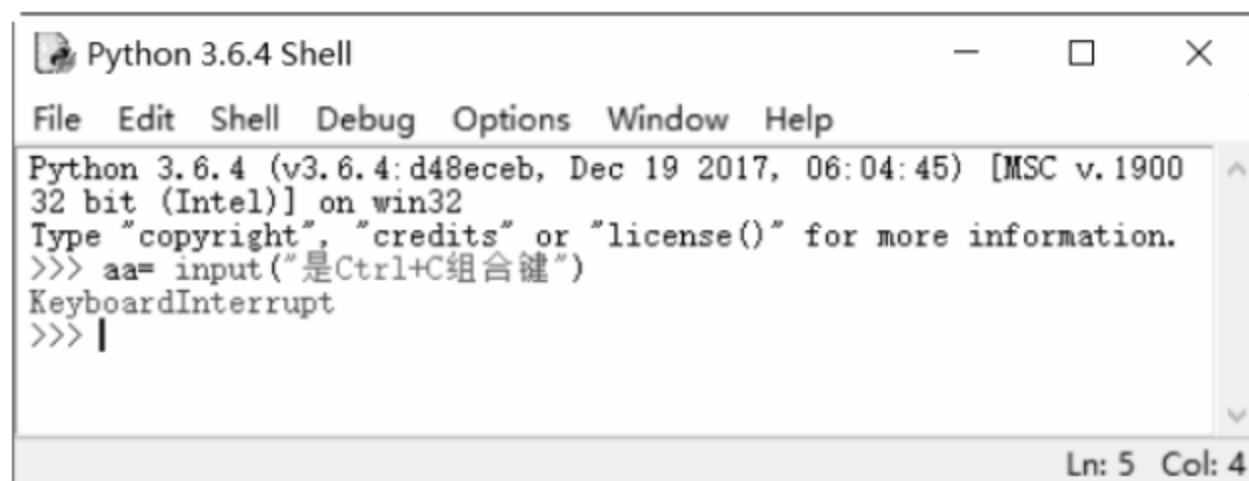 Python 3.6.4 Shell
File Edit Shell Debug Options Window Help
Python 3.6.4 (v3.6.4:d48eceb, Dec 19 2017, 06:04:45) [MSC v.1900
32 bit (Intel)] on win32
Type "copyright", "credits" or "license()" for more information.
>>> aa= input("是Ctrl+C组合键")
KeyboardInterrupt
>>>
Ln: 5 Col: 4